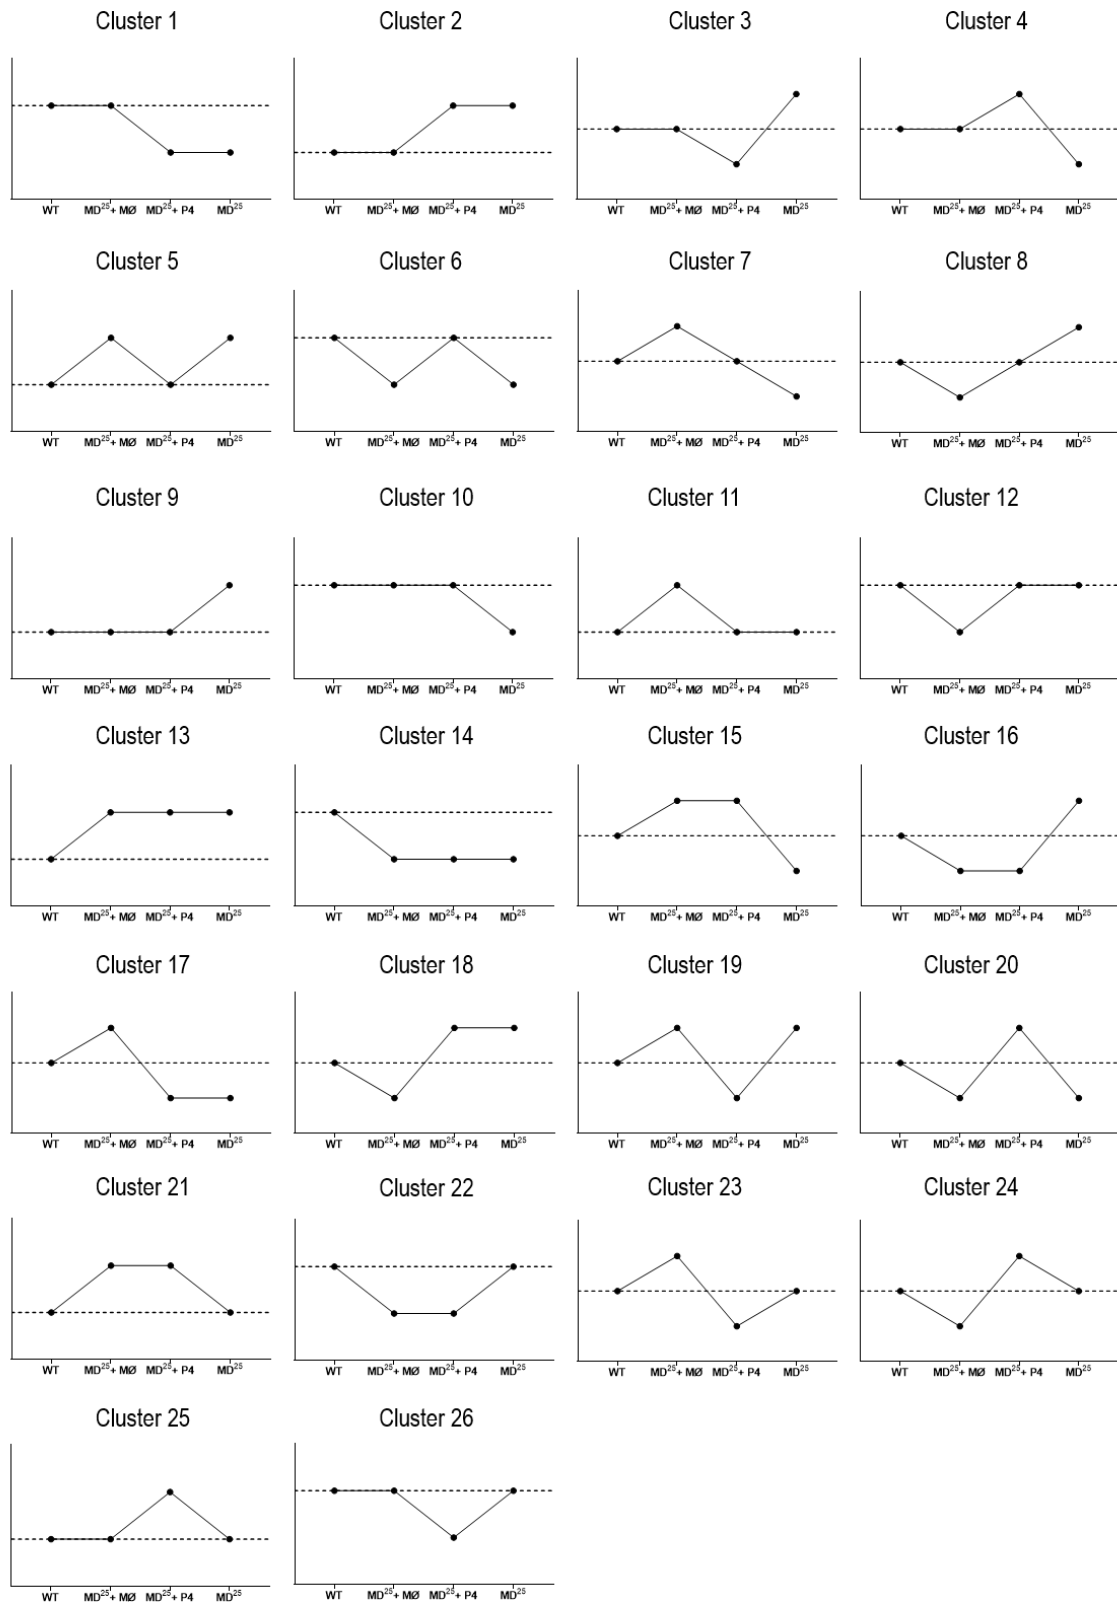 Cluster 1 Cluster 2 Cluster 3 Cluster 4
WT MD²⁵+ MØ MD²⁵+ P4 MD²⁵ WT MD²⁵+ MØ MD²⁵+ P4 MD²⁵ WT MD²⁵+ MØ MD²⁵+ P4 MD²⁵ WT MD²⁵+ MØ MD²⁵+ P4 MD²⁵
Cluster 5 Cluster 6 Cluster 7 Cluster 8
WT MD²⁵+ MØ MD²⁵+ P4 MD²⁵ WT MD²⁵+ MØ MD²⁵+ P4 MD²⁵ WT MD²⁵+ MØ MD²⁵+ P4 MD²⁵ WT MD²⁵+ MØ MD²⁵+ P4 MD²⁵
Cluster 9 Cluster 10 Cluster 11 Cluster 12
WT MD²⁵+ MØ MD²⁵+ P4 MD²⁵ WT MD²⁵+ MØ MD²⁵+ P4 MD²⁵ WT MD²⁵+ MØ MD²⁵+ P4 MD²⁵ WT MD²⁵+ MØ MD²⁵+ P4 MD²⁵
Cluster 13 Cluster 14 Cluster 15 Cluster 16
WT MD²⁵+ MØ MD²⁵+ P4 MD²⁵ WT MD²⁵+ MØ MD²⁵+ P4 MD²⁵ WT MD²⁵+ MØ MD²⁵+ P4 MD²⁵ WT MD²⁵+ MØ MD²⁵+ P4 MD²⁵
Cluster 17 Cluster 18 Cluster 19 Cluster 20
WT MD²⁵+ MØ MD²⁵+ P4 MD²⁵ WT MD²⁵+ MØ MD²⁵+ P4 MD²⁵ WT MD²⁵+ MØ MD²⁵+ P4 MD²⁵ WT MD²⁵+ MØ MD²⁵+ P4 MD²⁵
Cluster 21 Cluster 22 Cluster 23 Cluster 24
WT MD²⁵+ MØ MD²⁵+ P4 MD²⁵ WT MD²⁵+ MØ MD²⁵+ P4 MD²⁵ WT MD²⁵+ MØ MD²⁵+ P4 MD²⁵ WT MD²⁵+ MØ MD²⁵+ P4 MD²⁵
Cluster 25 Cluster 26
WT MD²⁵+ MØ MD²⁵+ P4 MD²⁵ WT MD²⁵+ MØ MD²⁵+ P4 MD²⁵